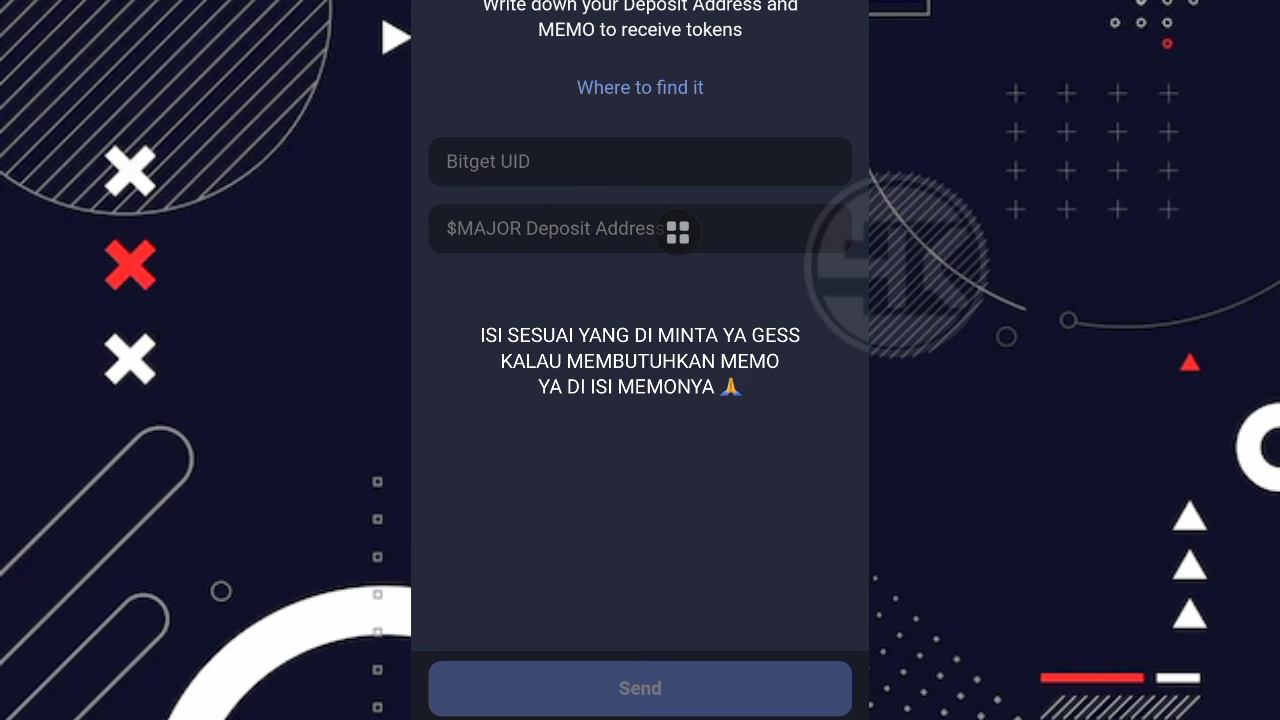 Write down your Deposit Address and
MEMO to receive tokens
Where to find it
Bitget UID
$MAJOR Deposit Address
ISI SESUAI YANG DI MINTA YA GESS
KALAU MEMBUTUHKAN MEMO
YA DI ISI MEMONYA 🙏
Send